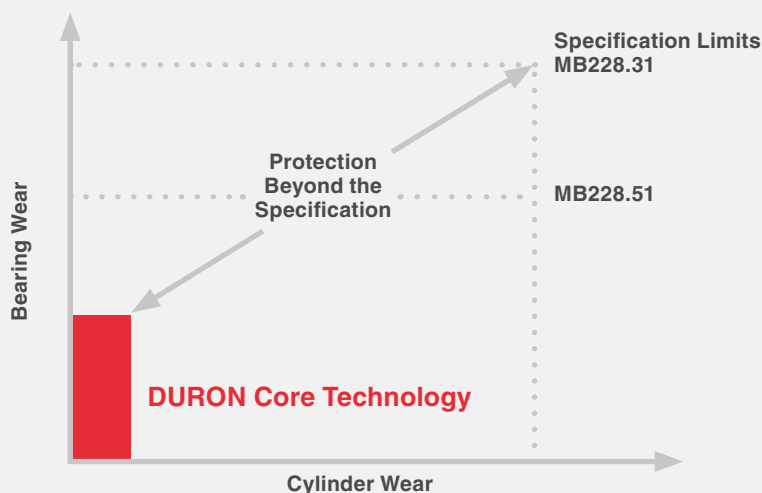 Specification Limits
MB228.31
Protection
Beyond the
Specification
MB228.51
Bearing Wear
DURON Core Technology
Cylinder Wear